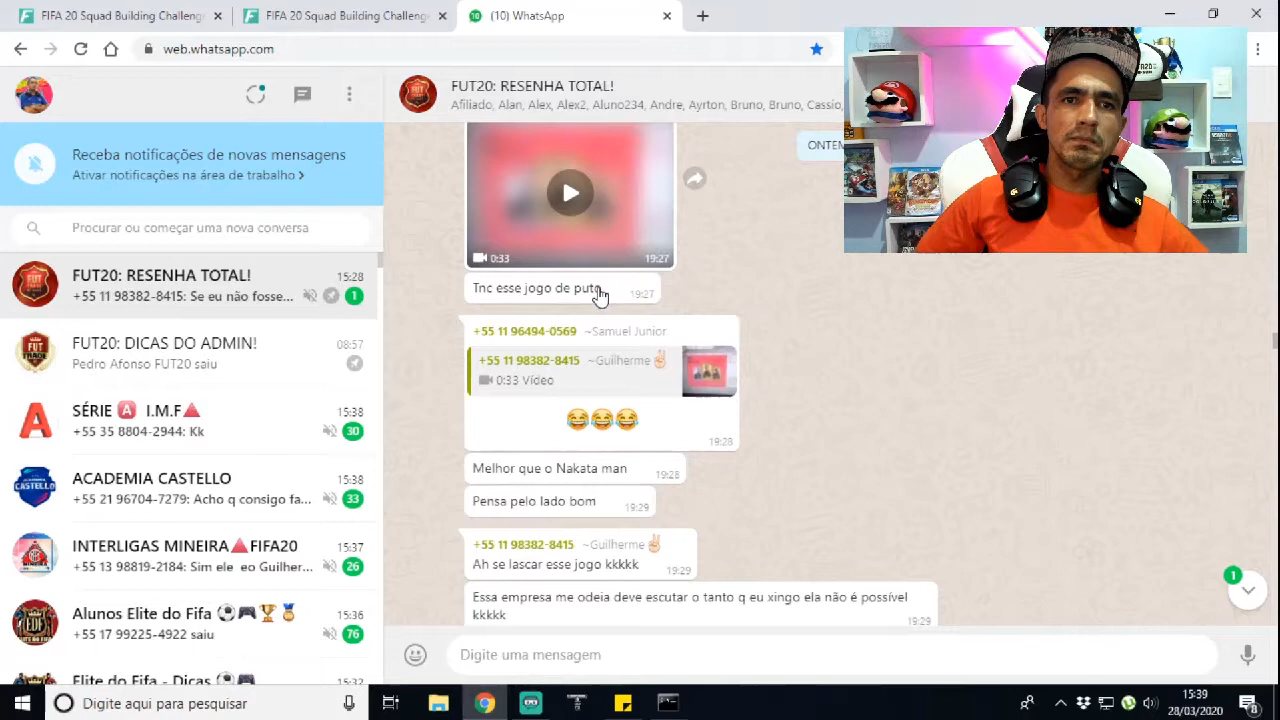 FIFA 20 Squad Building Challenge
FIFA 20 Squad Building Challenge
(10) WhatsApp
web.whatsapp.com
FUT20: RESENHA TOTAL!
Afiliado, Alan, Alex, Alex2, Aluno234, Andre, Ayrton, Bruno, Bruno, Cassio,
Receba notificações de novas mensagens
Ativar notificações na área de trabalho
Procurar ou começar uma nova conversa
FUT20: RESENHA TOTAL! 15:28
+55 11 98382-8415: Se eu não fosse... 1
FUT20: DICAS DO ADMIN! 08:57
Pedro Afonso FUT20 saiu
SÉRIE A I.M.F 15:38
+55 35 8804-2944: Kk 30
ACADEMIA CASTELLO 15:38
+55 21 96704-7279: Acho q consigo fa... 33
INTERLIGAS MINEIRA FIFA20 15:37
+55 13 98819-2184: Sim ele eo Guilher... 26
Alunos Elite do Fifa 15:36
+55 17 99225-4922 saiu 76
Elite do Fifa - Dicas 15:32
ONTEM
0:33 19:27
Tnc esse jogo de puta 19:27
+55 11 96494-0569 ~Samuel Junior
+55 11 98382-8415 ~Guilherme
0:33 Vídeo
19:28
Melhor que o Nakata man 19:28
Pensa pelo lado bom 19:29
+55 11 98382-8415 ~Guilherme
Ah se lascar esse jogo kkkkk 19:29
Essa empresa me odeia deve escutar o tanto q eu xingo ela não é possível
kkkkk 19:29
1
Digite uma mensagem
Digite aqui para pesquisar
15:39
28/03/2020
8